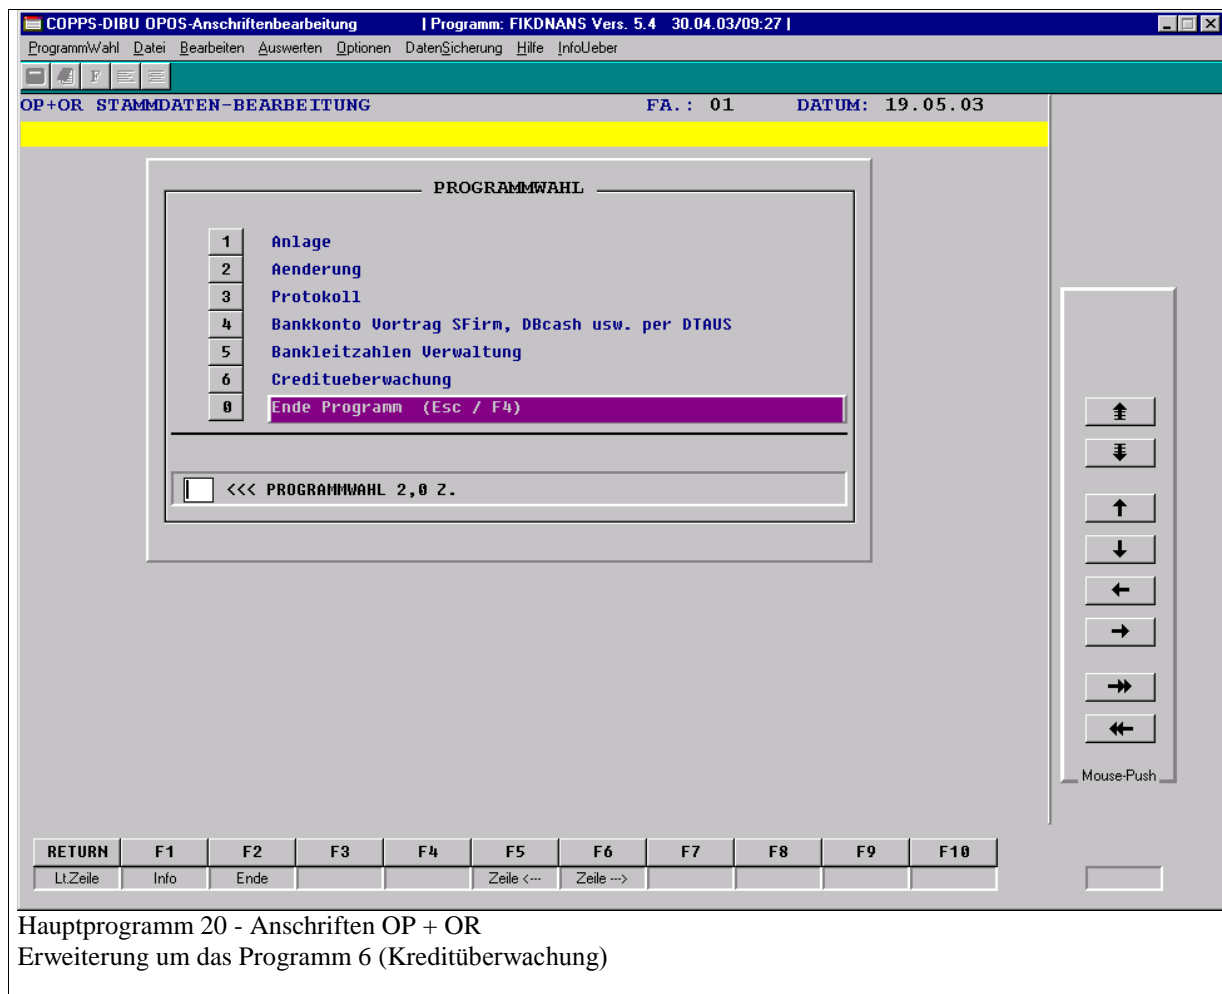 COPPS-DIBU OPOS-Anschriftenbearbeitung | Programm: FIKDNANS Vers. 5.4 30.04.03/09:27 |
ProgrammWahl Datei Bearbeiten Auswerten Optionen DatenSicherung Hilfe InfoUeber
F
OP+OR STAMMDATEN-BEARBEITUNG FA.: 01 DATUM: 19.05.03
PROGRAMMWAHL
1 Anlage
2 Aenderung
3 Protokoll
4 Bankkonto Vortrag SFirm, DBcash usw. per DTAUS
5 Bankleitzahlen Verwaltung
6 Creditueberwachung
0 Ende Programm (Esc / F4)
<<< PROGRAMMWAHL 2,0 Z.
Mouse-Push
RETURN F1 F2 F3 F4 F5 F6 F7 F8 F9 F10
Lt.Zeile Info Ende Zeile <--- Zeile --->
Hauptprogramm 20 - Anschriften OP + OR
Erweiterung um das Programm 6 (Kreditüberwachung)